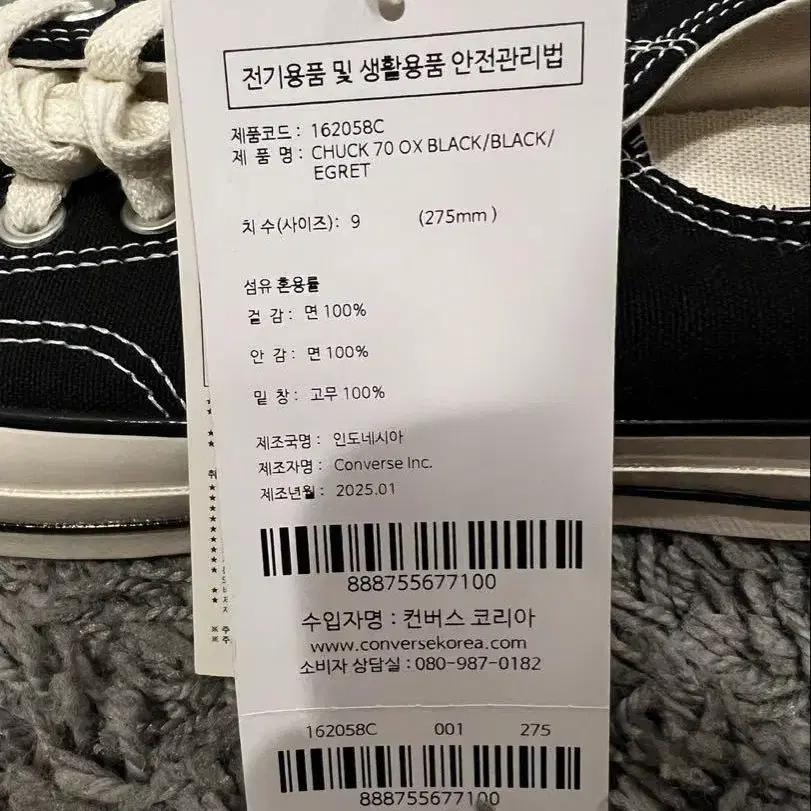 전기용품 및 생활용품 안전관리법
제품코드 : 162058C
제 품 명 : CHUCK 70 OX BLACK/BLACK/
EGRET
치 수(사이즈) : 9 (275mm )
섬유 혼용률
겉 감 : 면 100%
안 감 : 면 100%
밑 창 : 고무 100%
제조국명 : 인도네시아
제조자명 : Converse Inc.
제조년월 : 2025.01
888755677100
수입자명 : 컨버스 코리아
www.conversekorea.com
소비자 상담실 : 080-987-0182
162058C 001 275
888755677100